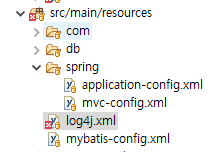 src/main/resources
com
db
spring
application-config.xml
mvc-config.xml
log4j.xml
mybatis-config.xml